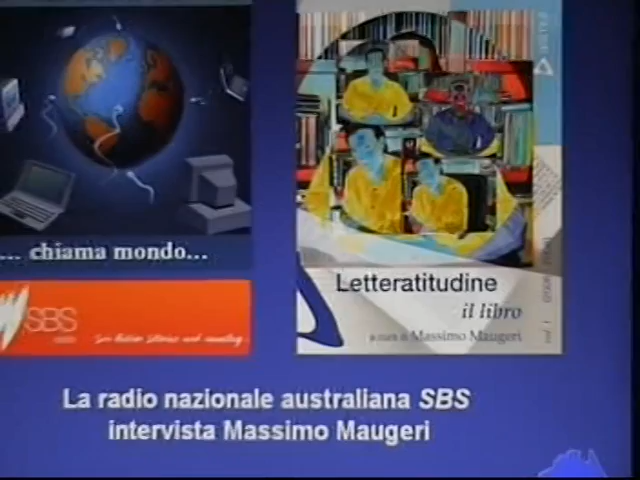 ... chiama mondo...
SBS
Letteratitudine
il libro
a cura di Massimo Maugeri
La radio nazionale australiana SBS
intervista Massimo Maugeri